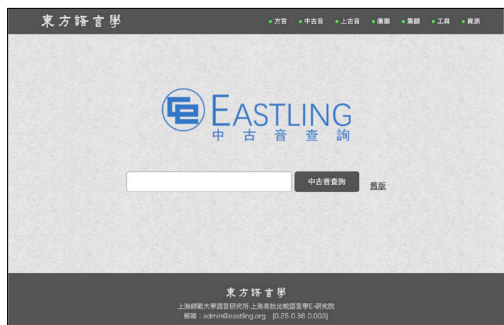 東方語言學
•方音 •中古音 •上古音 •廣韻 •集韻 •工具 •資源
EASTLING
中古音查詢
中古音查詢 舊版
東方語言學
上海師範大學語言研究所·上海高校比較語言學E-研究院
郵箱：admin@eastling.org [0.25 0.36 0.003]